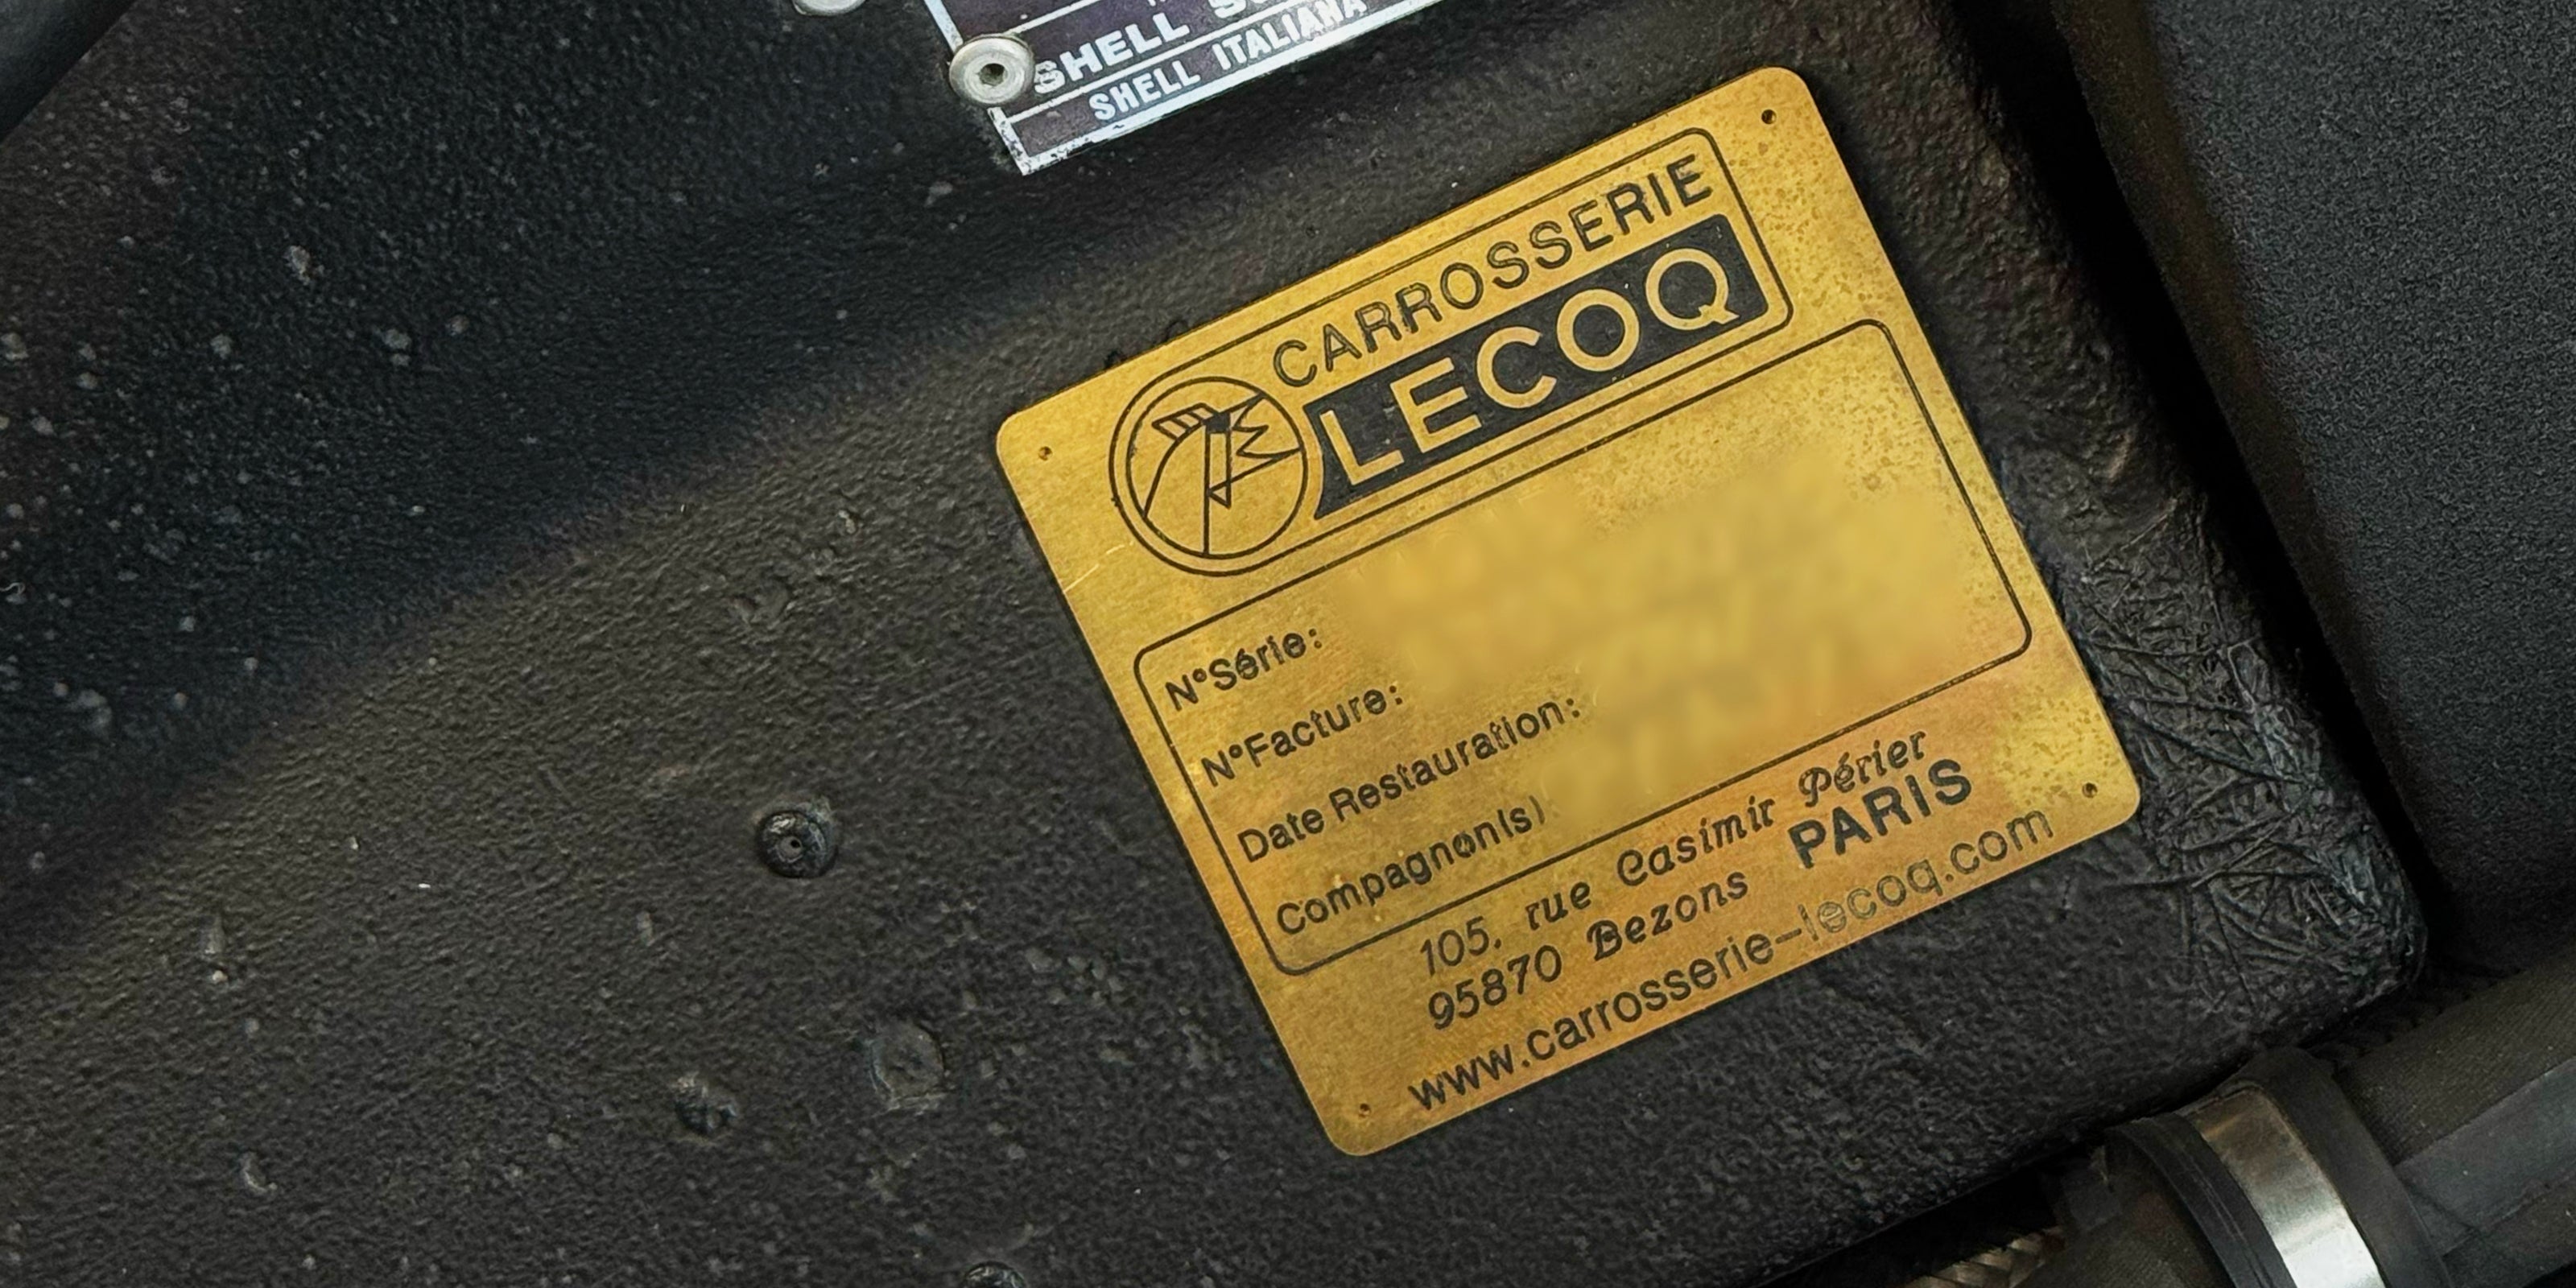 SHELL
SHELL ITALIANA
CARROSSERIE
LECOQ
N°Série:
N°Facture:
Date Restauration:
Compagnon(s)
105, rue Casimir Périer
95870 Bezons PARIS
www.carrosserie-lecoq.com